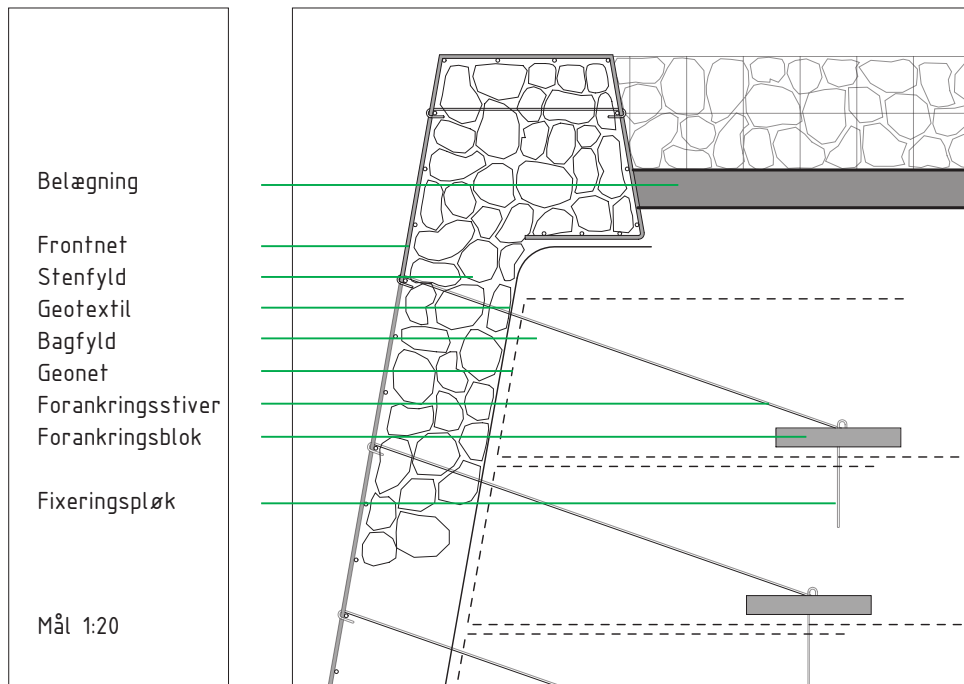 Belægning
Frontnet
Stenfyld
Geotextil
Bagfyld
Geonet
Forankringsstiver
Forankringsblok
Fixeringspløk
Mål 1:20